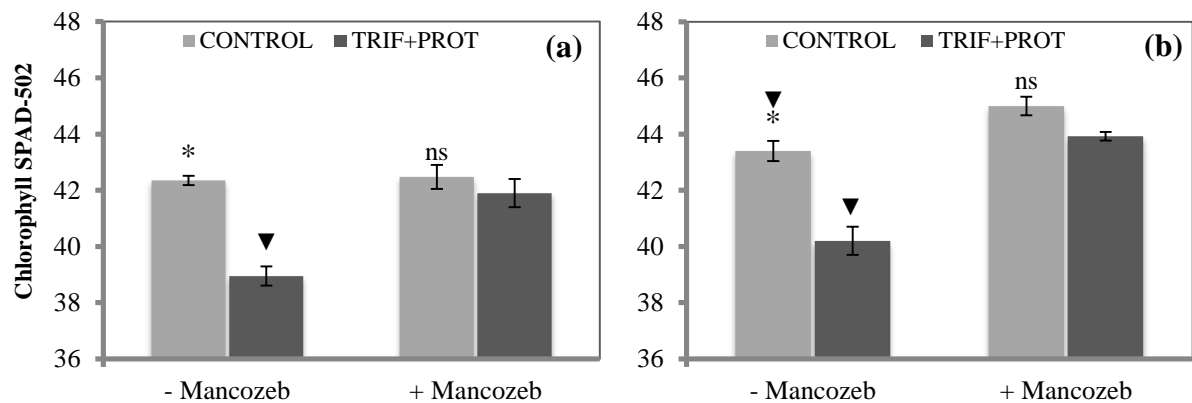 Chlorophyll SPAD-502
48
46
44
42
40
38
36
CONTROL TRIF+PROT (a)
*
▼
ns
- Mancozeb + Mancozeb
48
46
44
42
40
38
36
CONTROL TRIF+PROT (b)
▼
*
▼
ns
- Mancozeb + Mancozeb